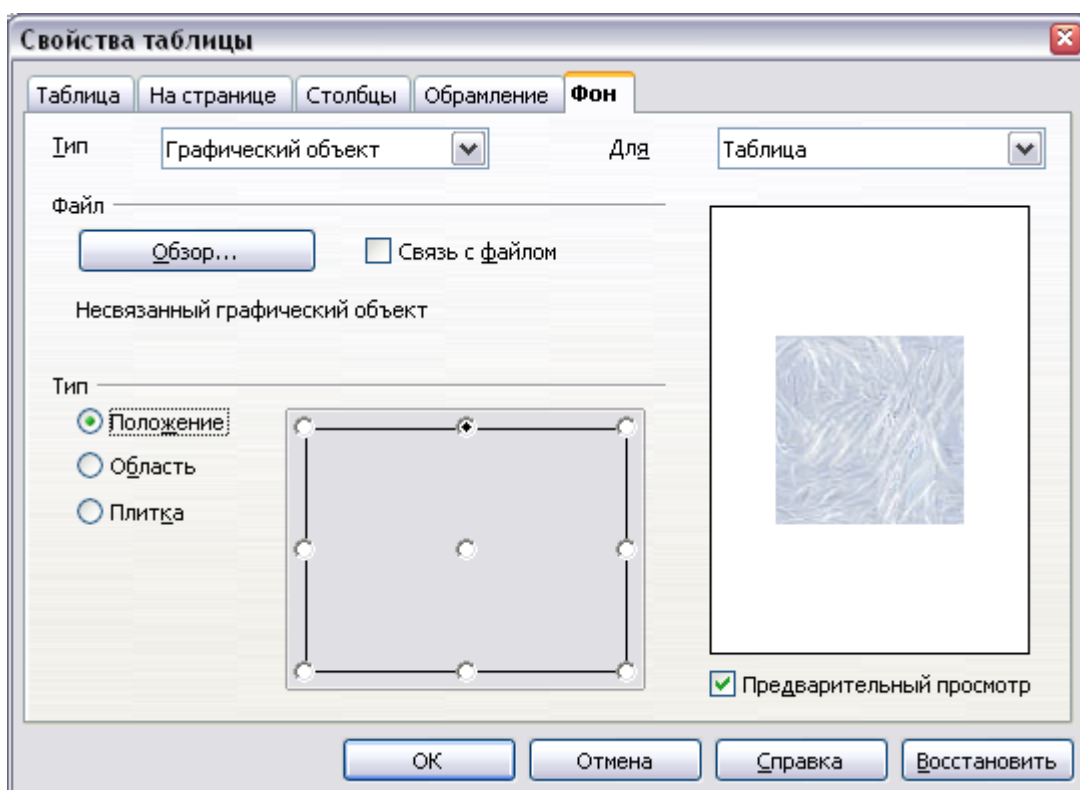 Свойства таблицы
Таблица На странице Столбцы Обрамление Фон
Тип Графический объект Для Таблица
Файл
Обзор... Связь с файлом
Несвязанный графический объект
Тип
Положение
Область
Плитка
Предварительный просмотр
ОК Отмена Справка Восстановить